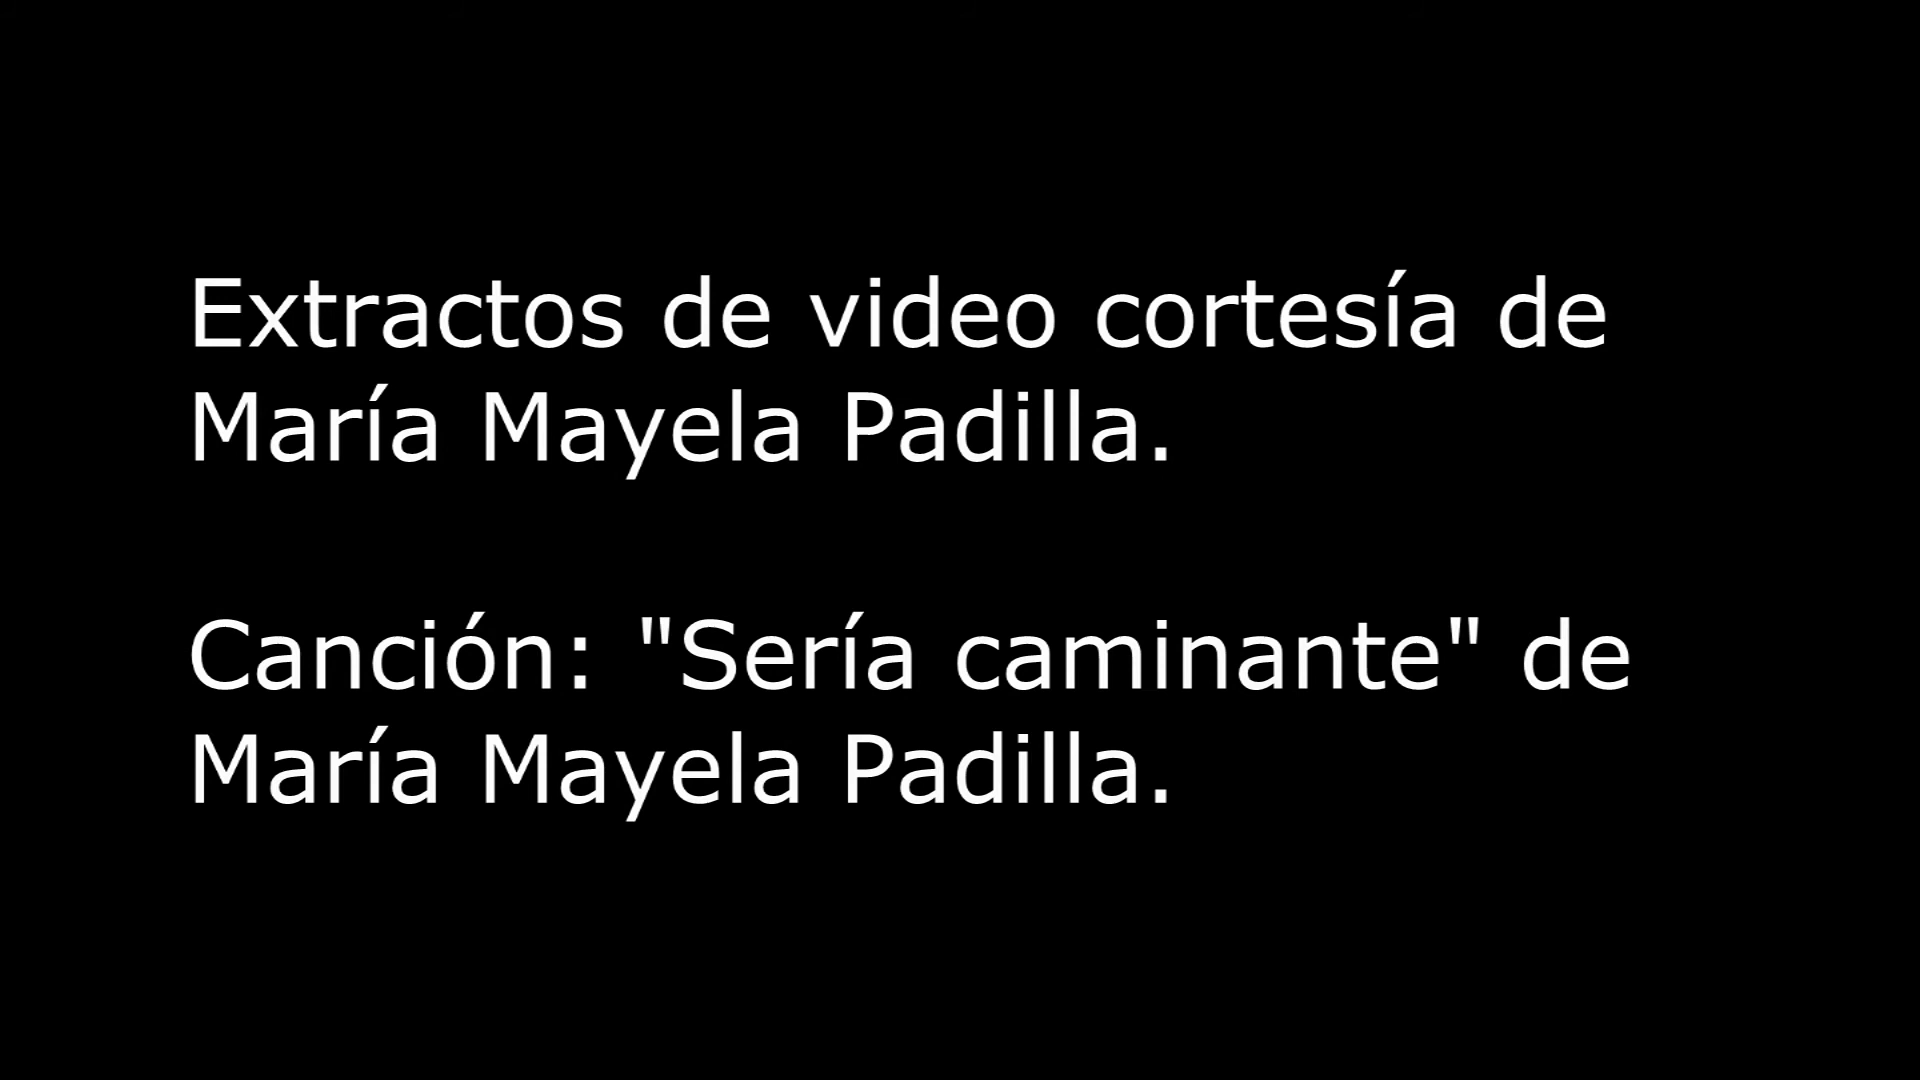 Extractos de video cortesía de
María Mayela Padilla.
Canción: "Sería caminante" de
María Mayela Padilla.